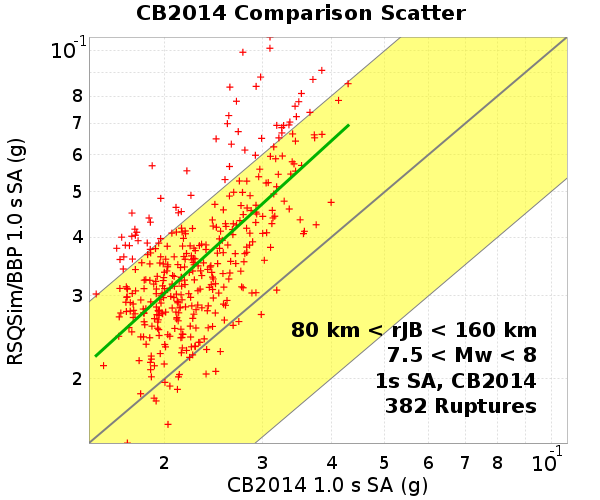 CB2014 Comparison Scatter
RSQSim/BBP 1.0 s SA (g)
10-1
8
7
6
5
4
3
2
80 km < rJB < 160 km
7.5 < Mw < 8
1s SA, CB2014
382 Ruptures
2 3 4 5 6 7 8 10-1
CB2014 1.0 s SA (g)